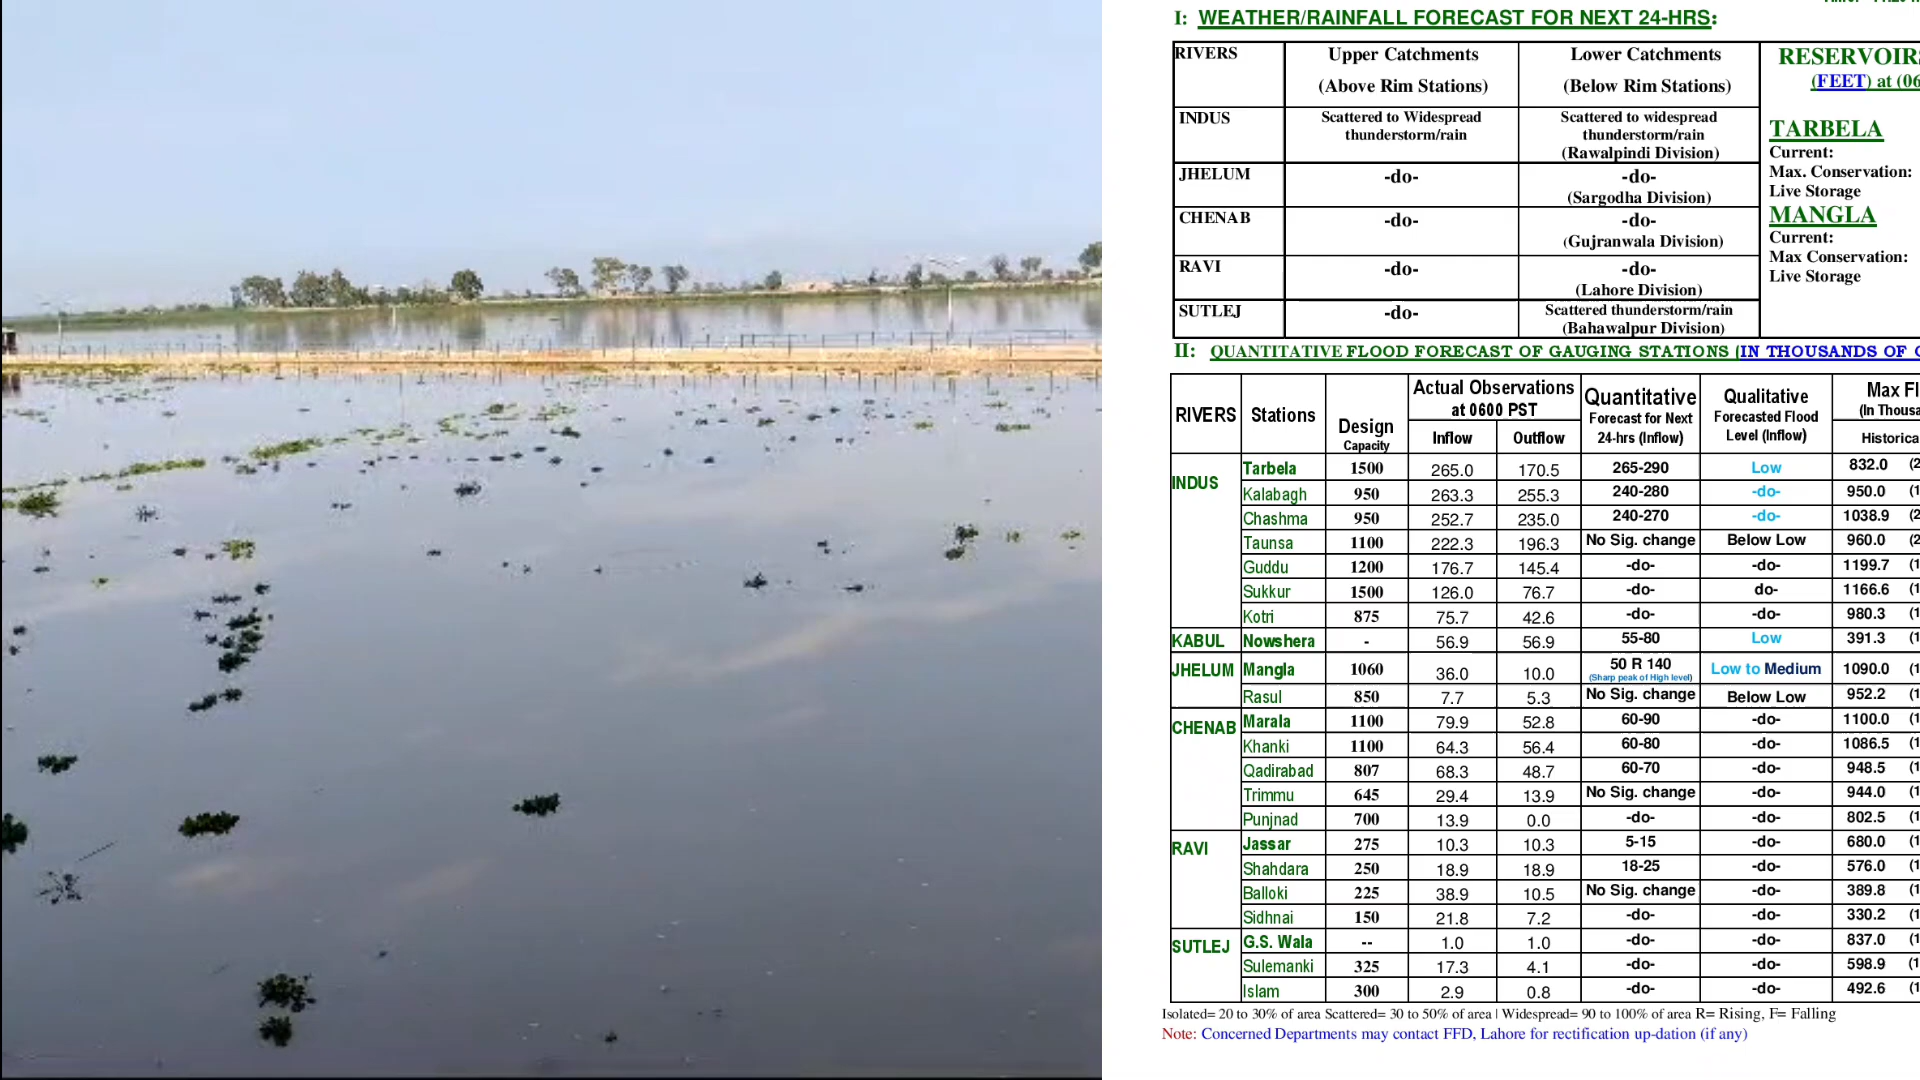 I: WEATHER/RAINFALL FORECAST FOR NEXT 24-HRS:
RIVERS Upper Catchments (Above Rim Stations) Lower Catchments (Below Rim Stations)
INDUS Scattered to Widespread thunderstorm/rain Scattered to widespread thunderstorm/rain (Rawalpindi Division)
JHELUM -do- -do- (Sargodha Division)
CHENAB -do- -do- (Gujranwala Division)
RAVI -do- -do- (Lahore Division)
SUTLEJ -do- Scattered thunderstorm/rain (Bahawalpur Division)
(FEET) at (06
TARBELA
Current:
Max. Conservation:
Live Storage
MANGLA
Current:
Max Conservation:
Live Storage
II: QUANTITATIVE FLOOD FORECAST OF GAUGING STATIONS (IN THOUSANDS OF
RIVERS Stations Design Capacity Actual Observations at 0600 PST Inflow Outflow Quantitative Forecast for Next 24-hrs (Inflow) Qualitative Forecasted Flood Level (Inflow) Max
INDUS Tarbela 1500 265.0 170.5 265-290 Low 832.0
Kalabagh 950 263.3 255.3 240-280 -do- 950.0
Chashma 950 252.7 235.0 240-270 -do- 1038.9
Taunsa 1100 222.3 196.3 No Sig. change Below Low 960.0
Guddu 1200 176.7 145.4 -do- -do- 1199.7
Sukkur 1500 126.0 76.7 -do- do- 1166.6
Kotri 875 75.7 42.6 -do- -do- 980.3
KABUL Nowshera - 56.9 56.9 55-80 Low 391.3
JHELUM Mangla 1060 36.0 10.0 50 R 140 (Sharp peak of High level) Low to Medium 1090.0
Rasul 850 7.7 5.3 No Sig. change Below Low 952.2
CHENAB Marala 1100 79.9 52.8 60-90 -do- 1100.0
Khanki 1100 64.3 56.4 60-80 -do- 1086.5
Qadirabad 807 68.3 48.7 60-70 -do- 948.5
Trimmu 645 29.4 13.9 No Sig. change -do- 944.0
Punjnad 700 13.9 0.0 -do- -do- 802.5
RAVI Jassar 275 10.3 10.3 5-15 -do- 680.0
Shahdara 250 18.9 18.9 18-25 -do- 576.0
Balloki 225 38.9 10.5 No Sig. change -do- 389.8
Sidhnai 150 21.8 7.2 -do- -do- 330.2
SUTLEJ G.S. Wala -- 1.0 1.0 -do- -do- 837.0
Sulemanki 325 17.3 4.1 -do- -do- 598.9
Islam 300 2.9 0.8 -do- -do- 492.6
Isolated= 20 to 30% of area Scattered= 30 to 50% of area | Widespread= 90 to 100% of area R= Rising, F= Falling
Note: Concerned Departments may contact FFD, Lahore for rectification up-dation (if any)